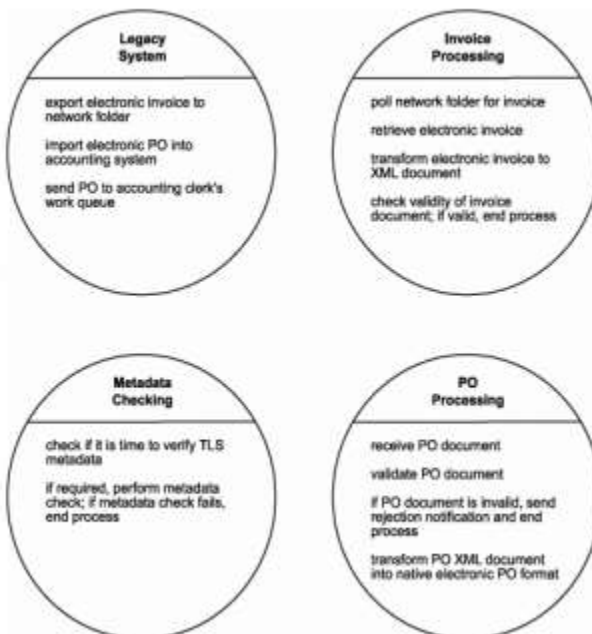 Legacy
System
export electronic invoice to
network folder
import electronic PO into
accounting system
send PO to accounting clerk's
work queue
Invoice
Processing
poll network folder for invoice
retrieve electronic invoice
transform electronic invoice to
XML document
check validity of invoice
document; if valid, end process
Metadata
Checking
check if it is time to verify TLS
metadata
if required, perform metadata
check; if metadata check fails,
end process
PO
Processing
receive PO document
validate PO document
if PO document is invalid, send
rejection notification and end
process
transform PO XML document
into native electronic PO format